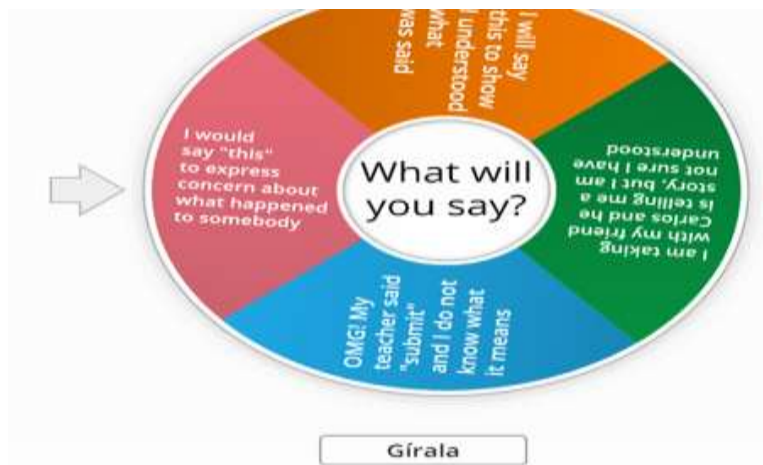 I will say
this to show
I understood
what
was said
I would
say "this"
to express
concern about
what happened
to somebody
What will
you say?
I am taking
with my friend
Carlos and he
is telling me a
story, but I am
not sure I have
understood
OMG! My
teacher said
"submit"
and I do not
know what
it means
Gírala